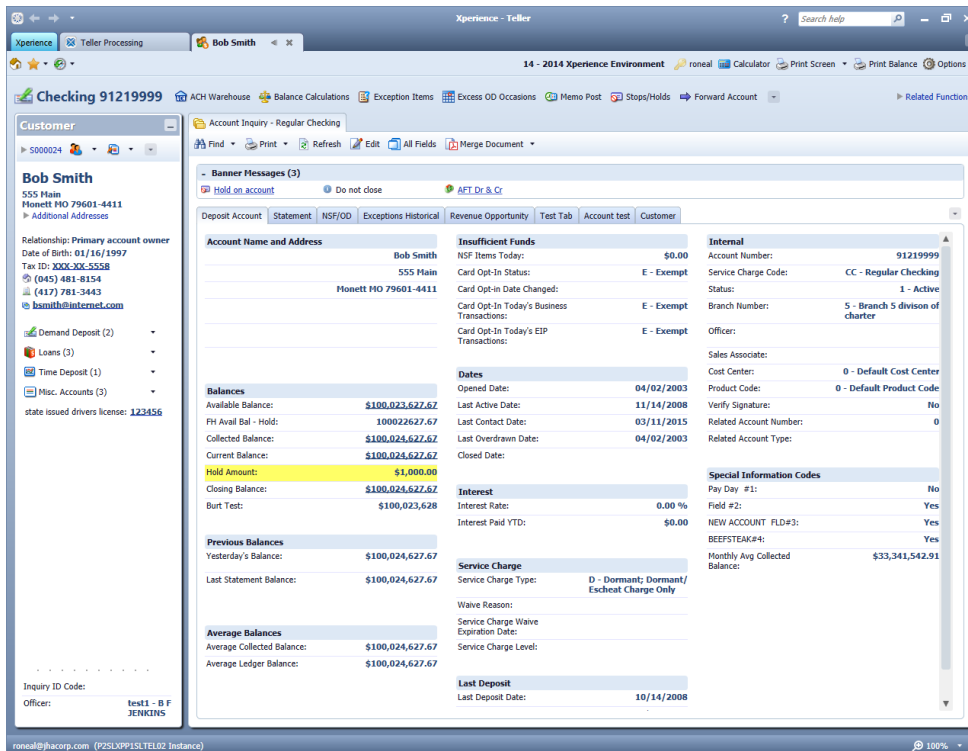 Xperience - Teller
? Search help
Xperience
Teller Processing
Bob Smith
14 - 2014 Xperience Environment roneal Calculator Print Screen Print Balance Options
Checking 91219999 ACH Warehouse Balance Calculations Exception Items Excess OD Occasions Memo Post Stops/Holds Forward Account Related Function
Customer
S000024
Bob Smith
555 Main
Monett MO 79601-4411
Additional Addresses
Relationship: Primary account owner
Date of Birth: 01/16/1997
Tax ID: XXX-XX-5558
(045) 481-8154
(417) 781-3443
bsmith@internet.com
Demand Deposit (2)
Loans (3)
Time Deposit (1)
Misc. Accounts (3)
state issued drivers license: 123456
Inquiry ID Code:
Officer: test1 - B F
JENKINS
Account Inquiry - Regular Checking
Find Print Refresh Edit All Fields Merge Document
- Banner Messages (3)
Hold on account Do not close AFT Dr & Cr
Deposit Account Statement NSF/OD Exceptions Historical Revenue Opportunity Test Tab Account test Customer
Account Name and Address
Bob Smith
555 Main
Monett MO 79601-4411
Balances
Available Balance: $100,023,627.67
FH Avail Bal - Hold: 100022627.67
Collected Balance: $100,024,627.67
Current Balance: $100,024,627.67
Hold Amount: $1,000.00
Closing Balance: $100,024,627.67
Burt Test: $100,023,628
Previous Balances
Yesterday's Balance: $100,024,627.67
Last Statement Balance: $100,024,627.67
Average Balances
Average Collected Balance: $100,024,627.67
Average Ledger Balance: $100,024,627.67
Insufficient Funds
NSF Items Today: $0.00
Card Opt-In Status: E - Exempt
Card Opt-in Date Changed:
Card Opt-In Today's Business E - Exempt
Transactions:
Card Opt-In Today's EIP E - Exempt
Transactions:
Dates
Opened Date: 04/02/2003
Last Active Date: 11/14/2008
Last Contact Date: 03/11/2015
Last Overdrawn Date: 04/02/2003
Closed Date:
Interest
Interest Rate: 0.00 %
Interest Paid YTD: $0.00
Service Charge
Service Charge Type: D - Dormant; Dormant/
Escheat Charge Only
Waive Reason:
Service Charge Waive
Expiration Date:
Service Charge Level:
Last Deposit
Last Deposit Date: 10/14/2008
Internal
Account Number: 91219999
Service Charge Code: CC - Regular Checking
Status: 1 - Active
Branch Number: 5 - Branch 5 divison of
charter
Officer:
Sales Associate:
Cost Center: 0 - Default Cost Center
Product Code: 0 - Default Product Code
Verify Signature: No
Related Account Number: 0
Related Account Type:
Special Information Codes
Pay Day #1: No
Field #2: Yes
NEW ACCOUNT FLD#3: Yes
BEEFSTEAK#4: Yes
Monthly Avg Collected $33,341,542.91
Balance:
roneal@jhacorp.com (P2SLXPP1SLTEL02 Instance)
100%